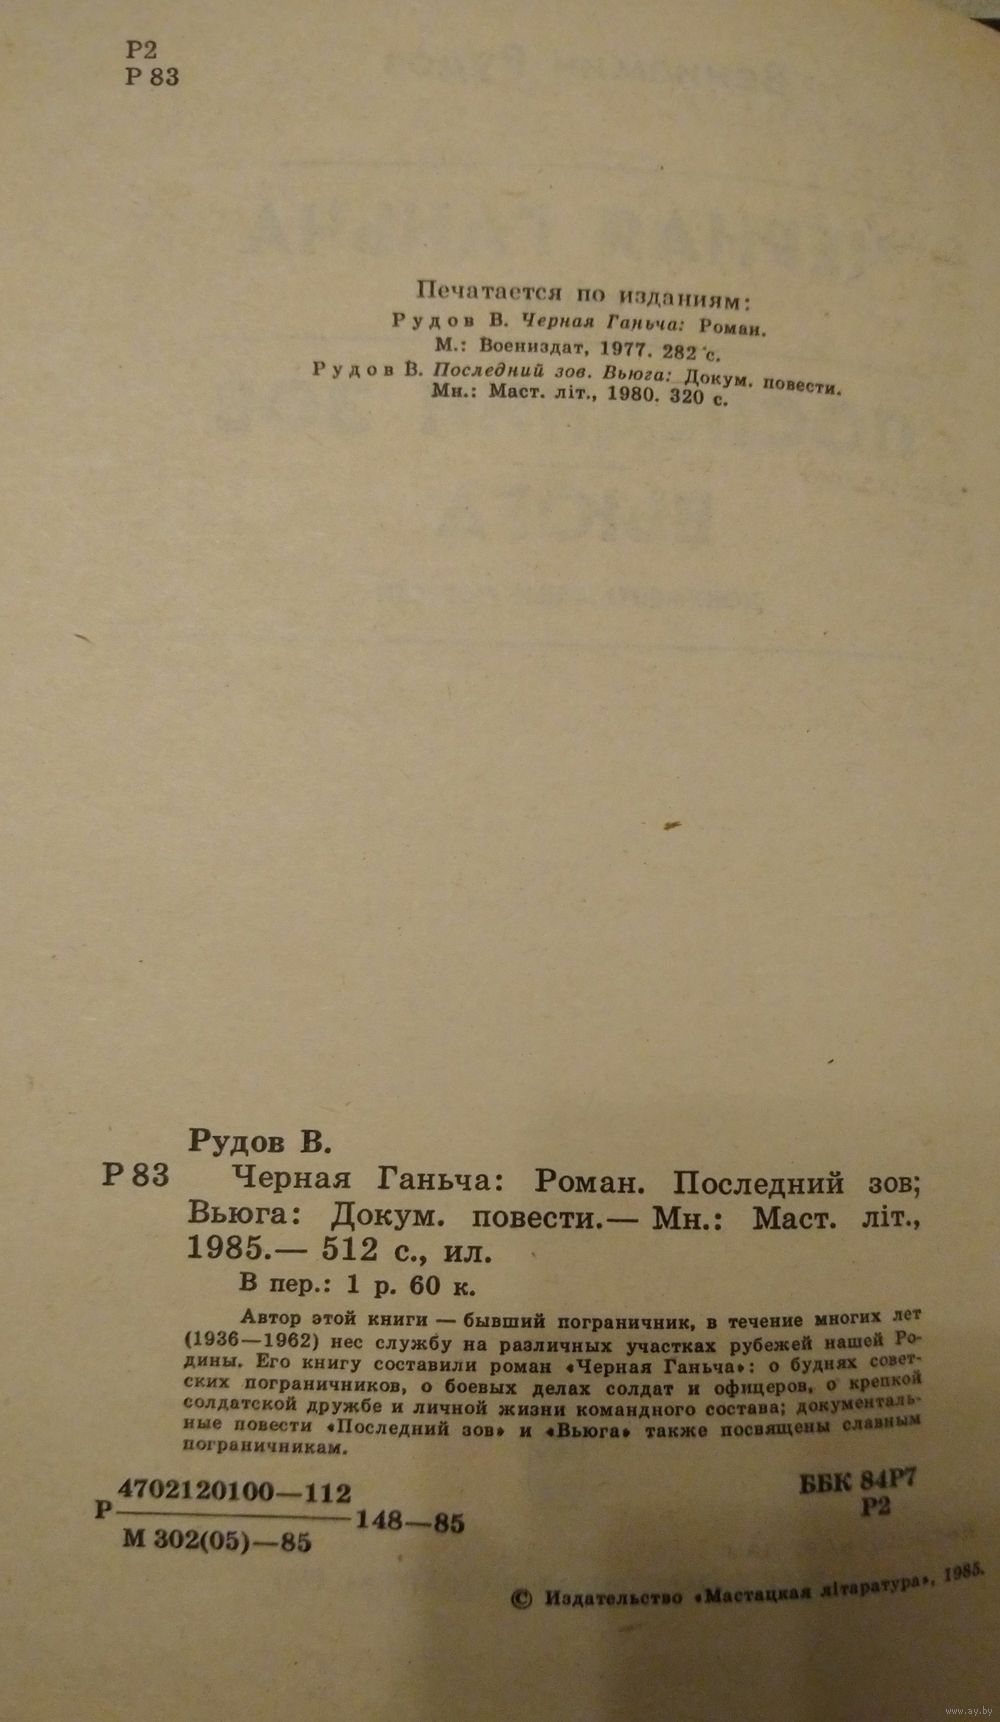 Р2
Р 83
Печатается по изданиям:
Рудов В. Черная Ганьча: Роман.
М.: Воениздат, 1977. 282 с.
Рудов В. Последний зов. Вьюга: Докум. повести.
Мн.: Маст. літ., 1980. 320 с.
Рудов В.
Р 83 Черная Ганьча: Роман. Последний зов;
Вьюга: Докум. повести.— Мн.: Маст. літ.,
1985.— 512 с., ил.
В пер.: 1 р. 60 к.
Автор этой книги — бывший пограничник, в течение многих лет
(1936—1962) нес службу на различных участках рубежей нашей Ро-
дины. Его книгу составили роман «Черная Ганьча»: о буднях совет-
ских пограничников, о боевых делах солдат и офицеров, о крепкой
солдатской дружбе и личной жизни командного состава; документаль-
ные повести «Последний зов» и «Вьюга» также посвящены славным
пограничникам.
4702120100—112
Р 148—85
М 302(05)—85
ББК 84Р7
Р2
© Издательство «Мастацкая літаратура», 1985.
www.ay.by